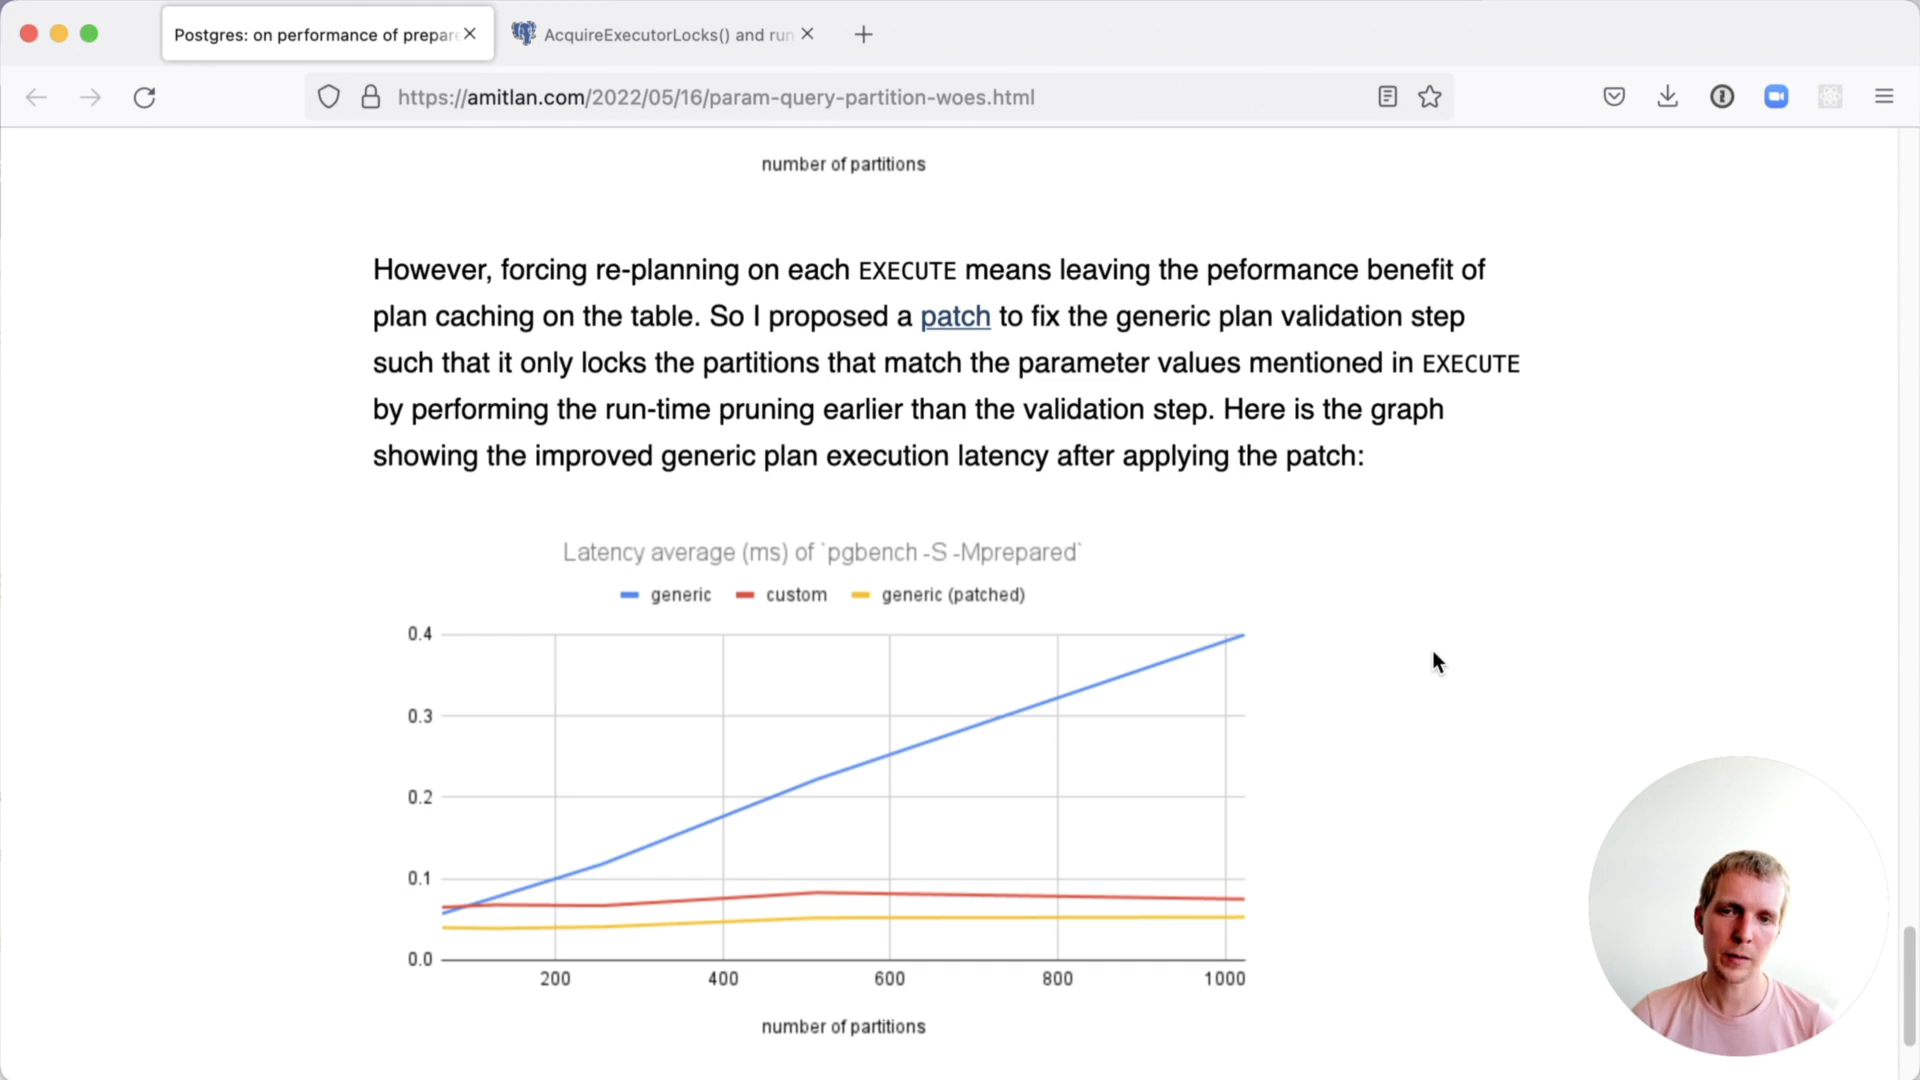 Postgres: on performance of prepar
AcquireExecutorLocks() and run
https://amitlan.com/2022/05/16/param-query-partition-woes.html
number of partitions
However, forcing re-planning on each EXECUTE means leaving the peformance benefit of
plan caching on the table. So I proposed a patch to fix the generic plan validation step
such that it only locks the partitions that match the parameter values mentioned in EXECUTE
by performing the run-time pruning earlier than the validation step. Here is the graph
showing the improved generic plan execution latency after applying the patch:
Latency average (ms) of `pgbench -S -Mprepared`
generic custom generic (patched)
0.4
0.3
0.2
0.1
0.0
200 400 600 800 1000
number of partitions